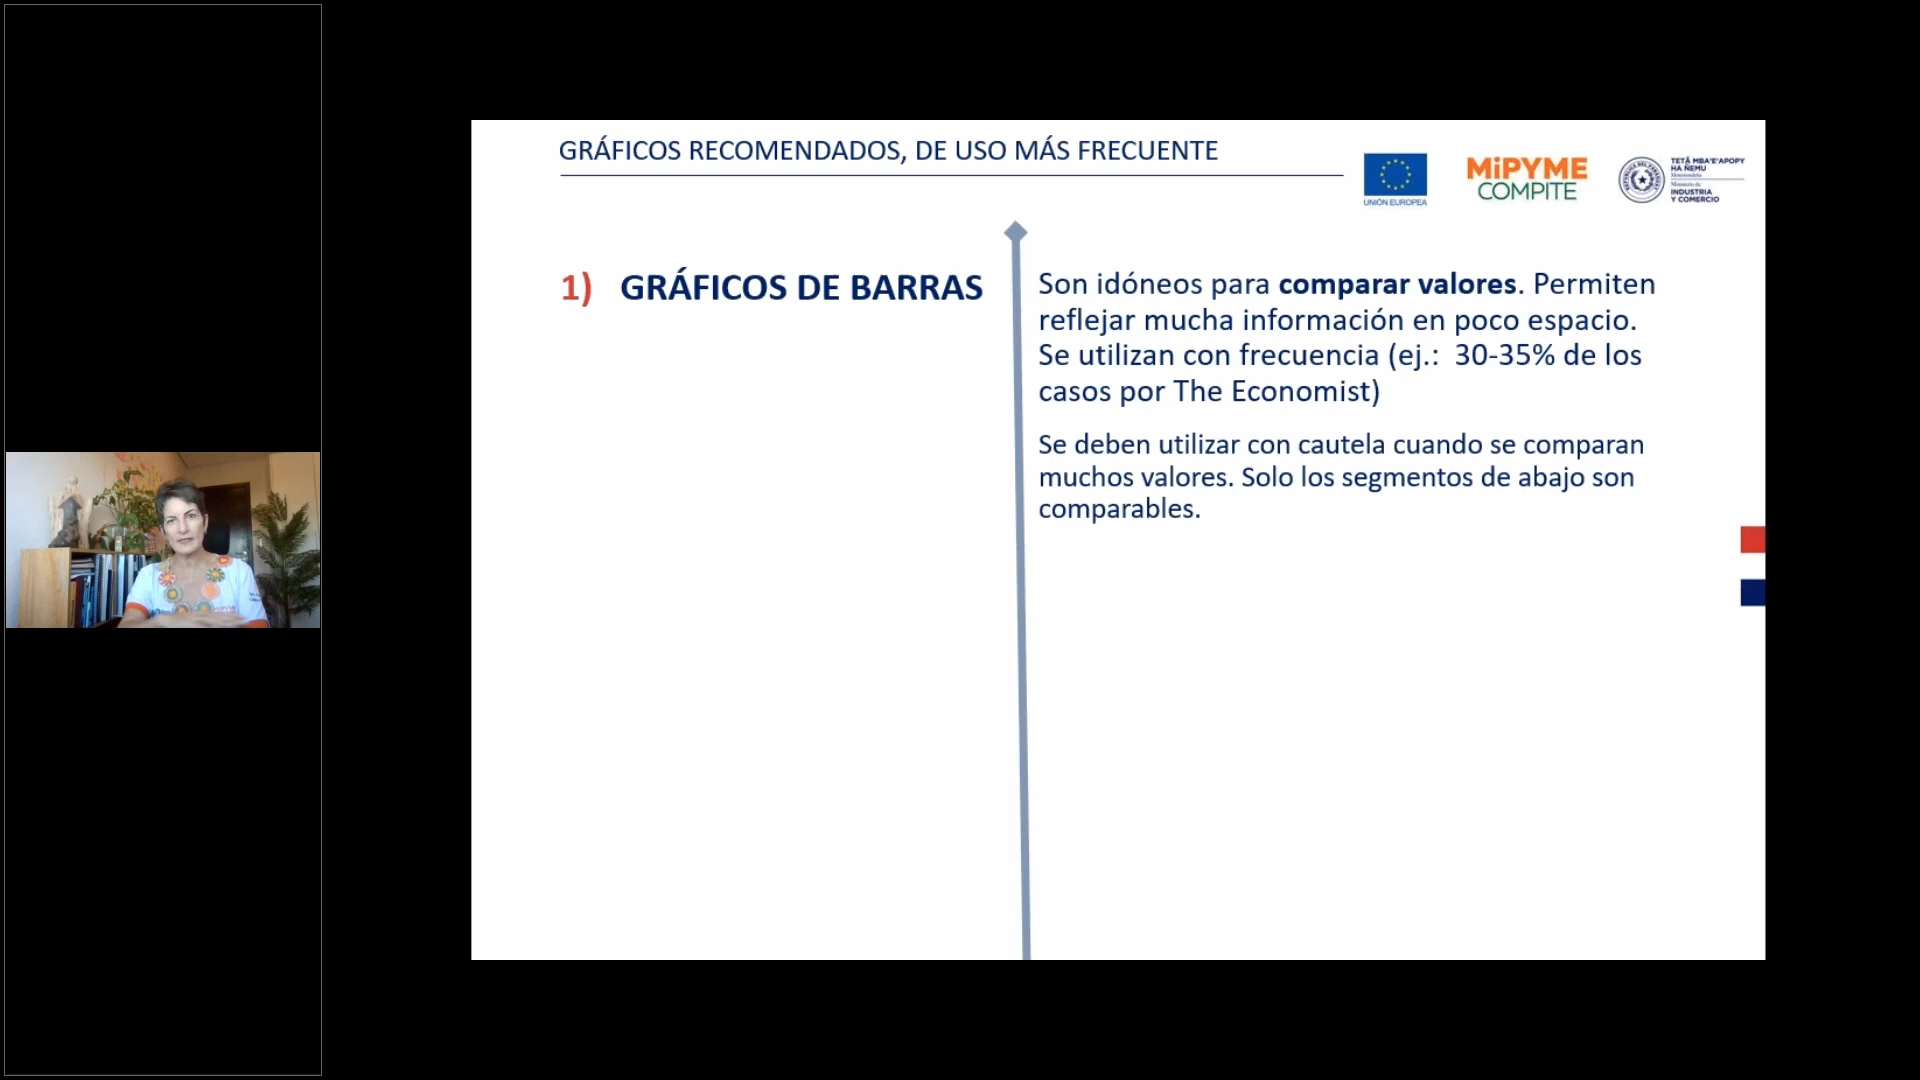 GRÁFICOS RECOMENDADOS, DE USO MÁS FRECUENTE
UNIÓN EUROPEA
MiPYME
COMPITE
TETÃ MBA'E'APOPY
HA ÑEMU
Ministerio de
INDUSTRIA
Y COMERCIO
1) GRÁFICOS DE BARRAS
Son idóneos para comparar valores. Permiten
reflejar mucha información en poco espacio.
Se utilizan con frecuencia (ej.:  30-35% de los
casos por The Economist)
Se deben utilizar con cautela cuando se comparan
muchos valores. Solo los segmentos de abajo son
comparables.